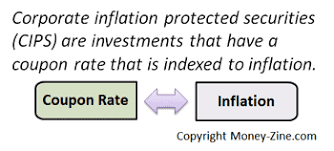 Corporate inflation protected securities
(CIPS) are investments that have a
coupon rate that is indexed to inflation.
Coupon Rate
Inflation
Copyright Money-Zine.com